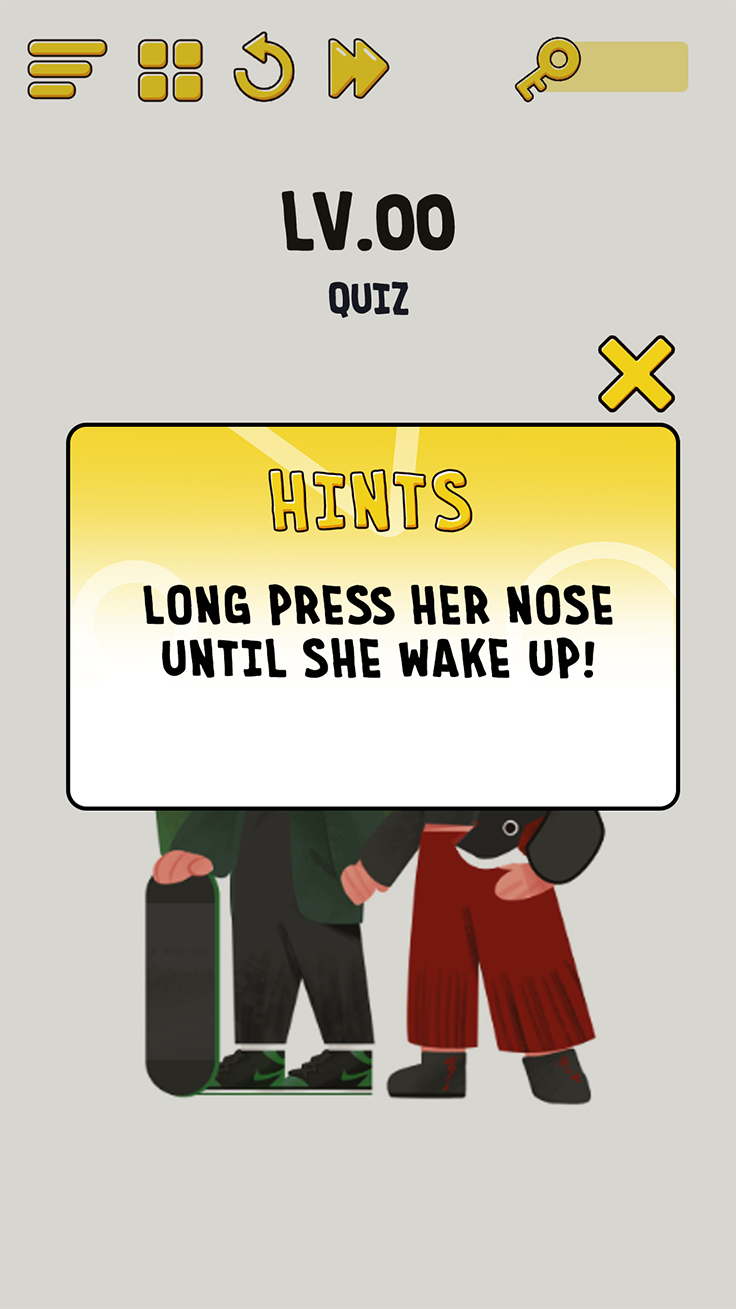 LV.00
QUIZ
HINTS
LONG PRESS HER NOSE
UNTIL SHE WAKE UP!